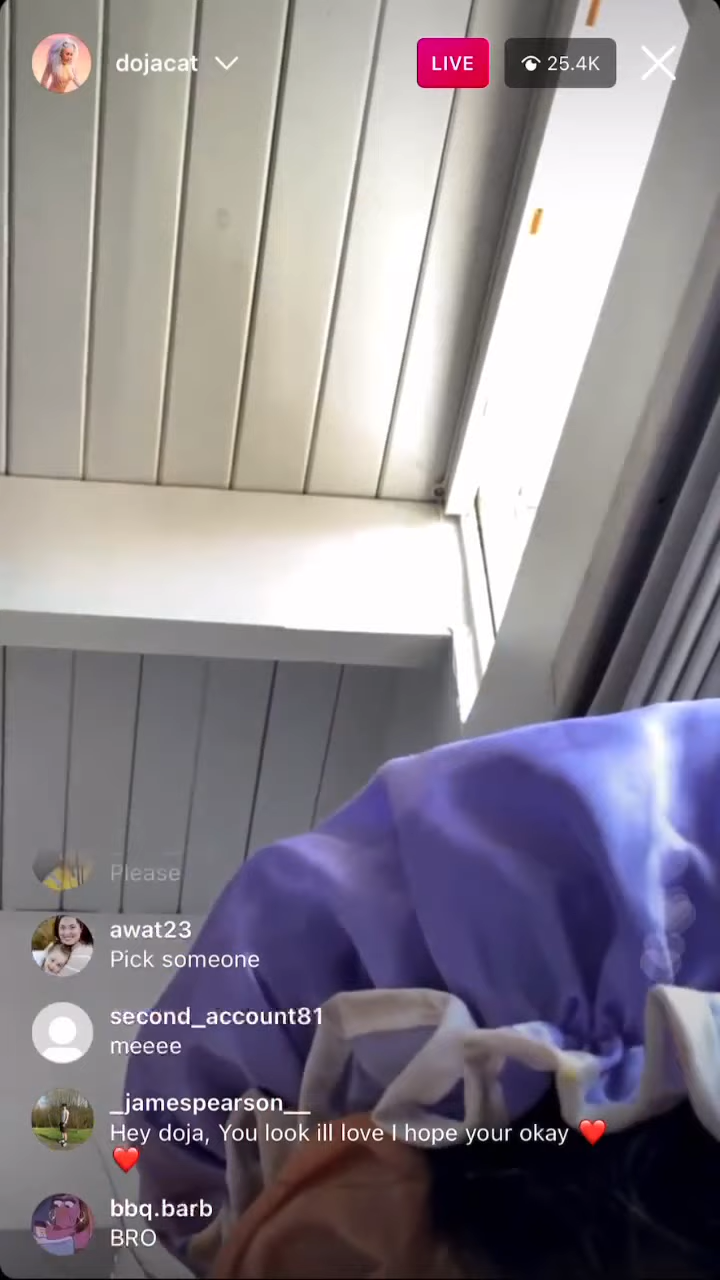 dojacat
LIVE
25.4K
Please
awat23
Pick someone
second_account81
meeee
_jamespearson__
Hey doja, You look ill love I hope your okay ❤️
❤️
bbq.barb
BRO